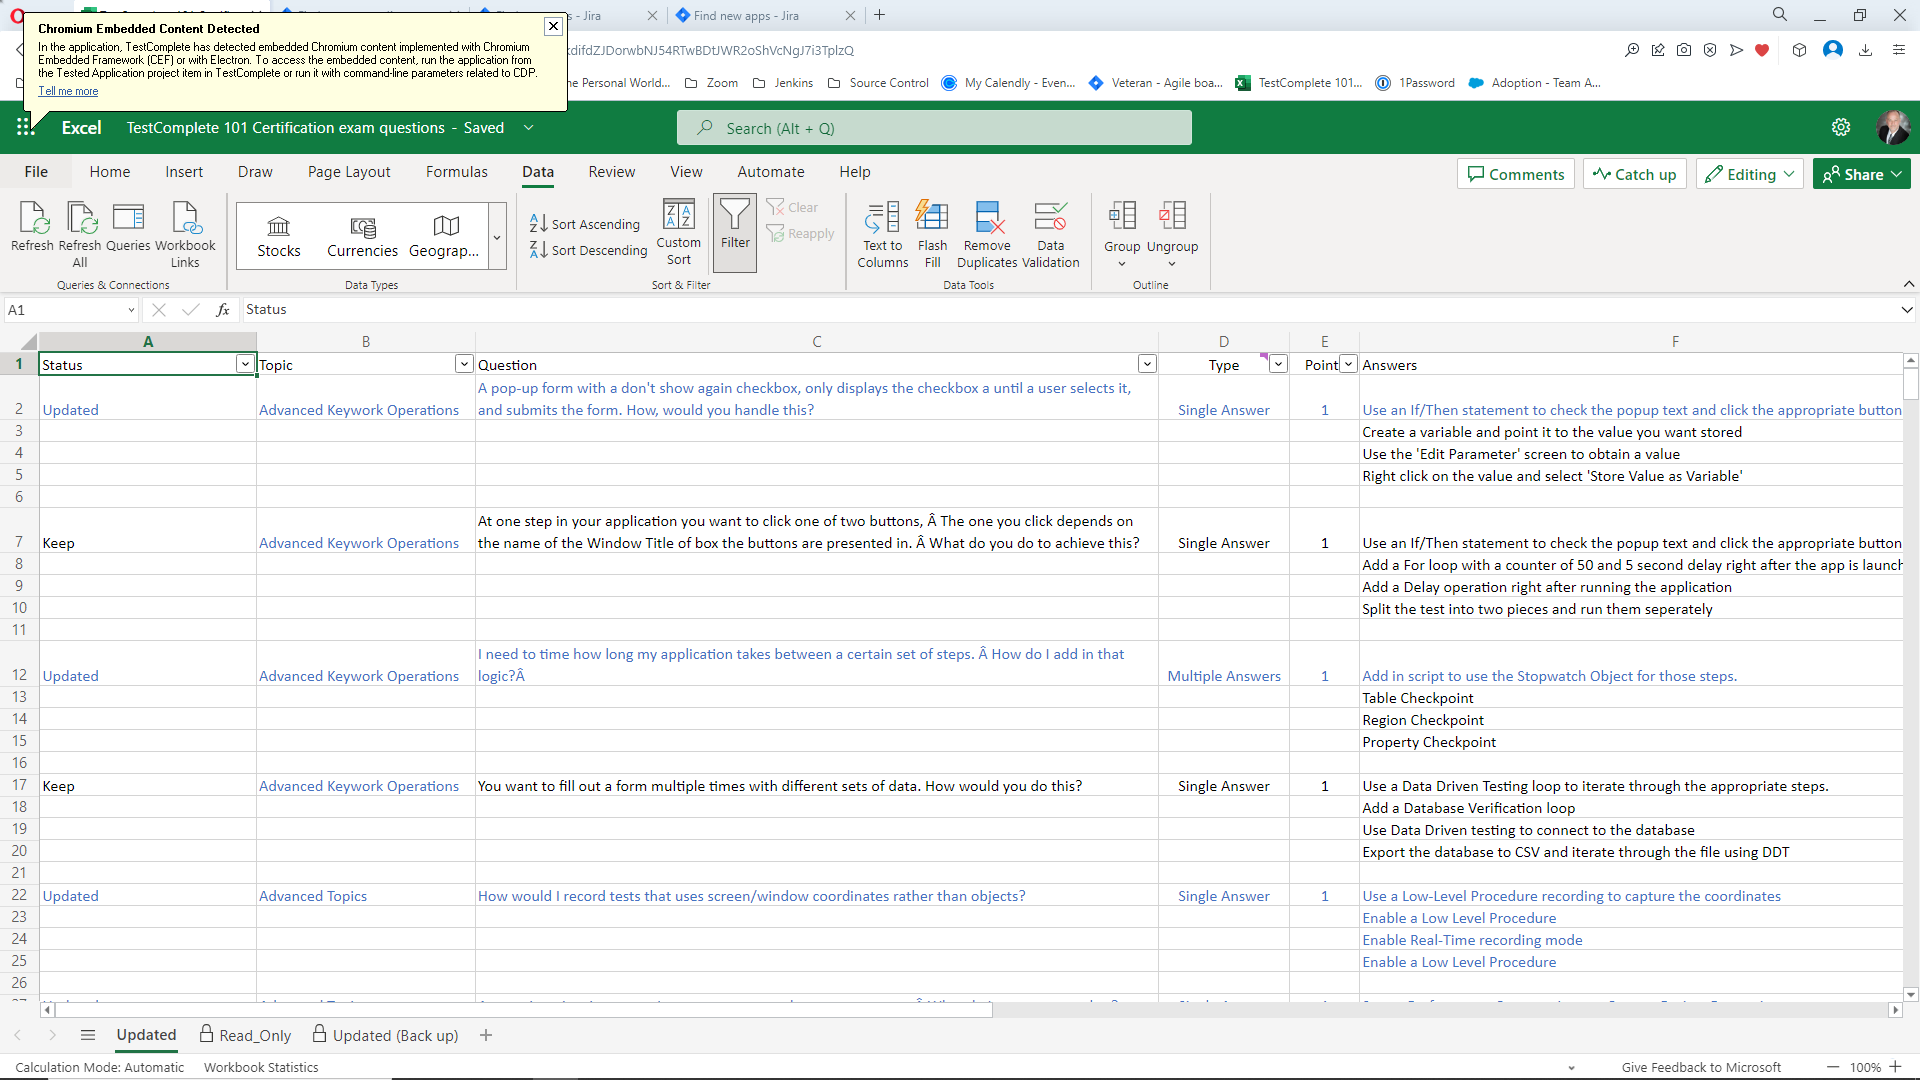 Chromium Embedded Content Detected
In the application, TestComplete has detected embedded Chromium content implemented with Chromium
Embedded Framework (CEF) or with Electron. To access the embedded content, run the application from
the Tested Application project item in TestComplete or run it with command-line parameters related to CDP.
Tell me more
s - Jira
Find new apps - Jira
kdifdZJDorwbNJ54RTwBDtJWR2oShVcNgJ7i3TplzQ
he Personal World...
Zoom
Jenkins
Source Control
My Calendly - Even...
Veteran - Agile boa...
TestComplete 101...
1Password
Adoption - Team A...
Excel
TestComplete 101 Certification exam questions - Saved
Search (Alt + Q)
File
Home
Insert
Draw
Page Layout
Formulas
Data
Review
View
Automate
Help
Comments
Catch up
Editing
Share
Refresh
Refresh All
Queries
Workbook Links
Queries & Connections
Stocks
Currencies
Geograp...
Data Types
Sort Ascending
Sort Descending
Custom Sort
Filter
Clear
Reapply
Sort & Filter
Text to Columns
Flash Fill
Remove Duplicates
Data Validation
Data Tools
Group
Ungroup
Outline
A1
fx
Status
A B C D E F
1 Status Topic Question Type Point Answers
A pop-up form with a don't show again checkbox, only displays the checkbox a until a user selects it,
2 Updated Advanced Keywork Operations and submits the form. How, would you handle this? Single Answer 1 Use an If/Then statement to check the popup text and click the appropriate button
3 Create a variable and point it to the value you want stored
4 Use the 'Edit Parameter' screen to obtain a value
5 Right click on the value and select 'Store Value as Variable'
6
At one step in your application you want to click one of two buttons, Â The one you click depends on
7 Keep Advanced Keywork Operations the name of the Window Title of box the buttons are presented in. Â What do you do to achieve this? Single Answer 1 Use an If/Then statement to check the popup text and click the appropriate button
8 Add a For loop with a counter of 50 and 5 second delay right after the app is launch
9 Add a Delay operation right after running the application
10 Split the test into two pieces and run them seperately
11
I need to time how long my application takes between a certain set of steps. Â How do I add in that
12 Updated Advanced Keywork Operations logic?Â Multiple Answers 1 Add in script to use the Stopwatch Object for those steps.
13 Table Checkpoint
14 Region Checkpoint
15 Property Checkpoint
16
17 Keep Advanced Keywork Operations You want to fill out a form multiple times with different sets of data. How would you do this? Single Answer 1 Use a Data Driven Testing loop to iterate through the appropriate steps.
18 Add a Database Verification loop
19 Use Data Driven testing to connect to the database
20 Export the database to CSV and iterate through the file using DDT
21
22 Updated Advanced Topics How would I record tests that uses screen/window coordinates rather than objects? Single Answer 1 Use a Low-Level Procedure recording to capture the coordinates
23 Enable a Low Level Procedure
24 Enable Real-Time recording mode
25 Enable a Low Level Procedure
26
Updated
Read_Only
Updated (Back up)
Calculation Mode: Automatic
Workbook Statistics
Give Feedback to Microsoft
100%